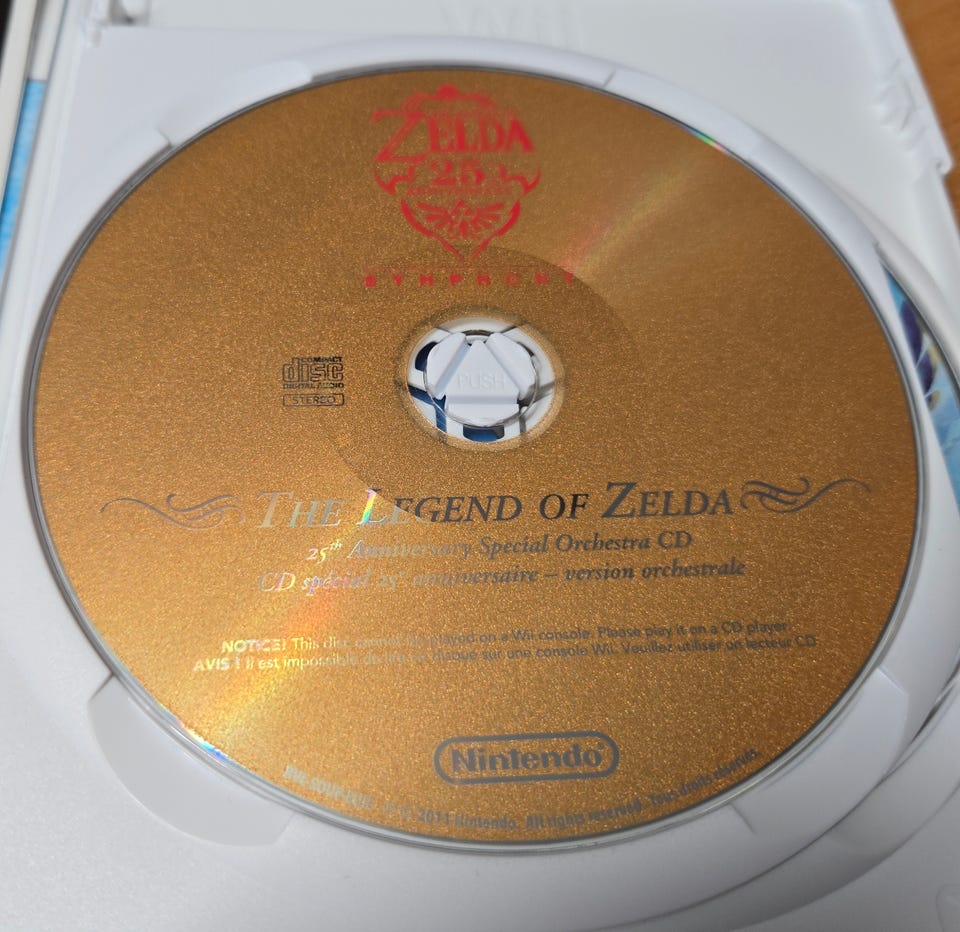 ZELDA
25
SYMPHONY
COMPACT
disc
DIGITAL AUDIO
STEREO
PUSH
THE LEGEND OF ZELDA
25th Anniversary Special Orchestra CD
CD spécial 25e anniversaire – version orchestrale
NOTICE! This disc cannot be played on a Wii console. Please play it on a CD player.
AVIS ! Il est impossible de lire ce disque sur une console Wii. Veuillez utiliser un lecteur CD.
Nintendo
© 2011 Nintendo. All rights reserved. Tous droits réservés.